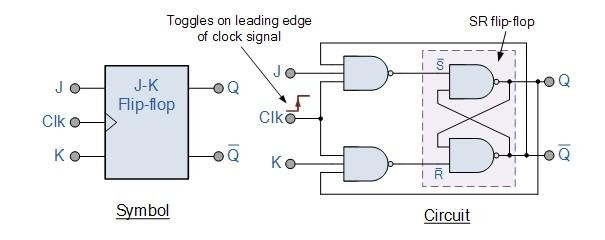 Toggles on leading edge
of clock signal
SR flip-flop
J
Clk
K
J-K
Flip-flop
Q
Q̅
J
Clk
K
S̅
R̅
Q
Q̅
Symbol
Circuit